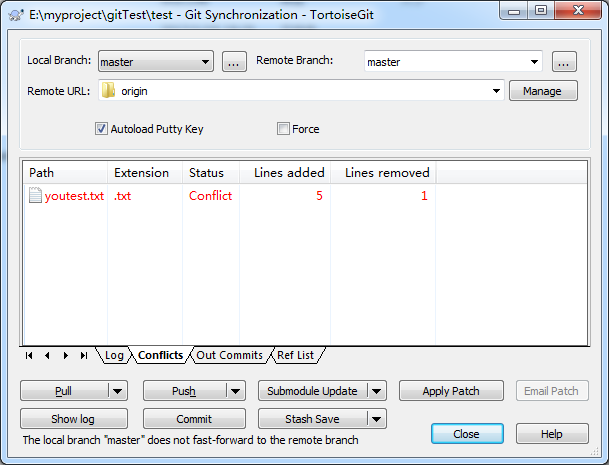 E:\myproject\gitTest\test - Git Synchronization - TortoiseGit
Local Branch: master ... Remote Branch: master ...
Remote URL: origin Manage
Autoload Putty Key Force
Path Extension Status Lines added Lines removed
youtest.txt .txt Conflict 5 1
Log Conflicts Out Commits Ref List
Pull Push Submodule Update Apply Patch Email Patch
Show log Commit Stash Save
Close Help
The local branch "master" does not fast-forward to the remote branch